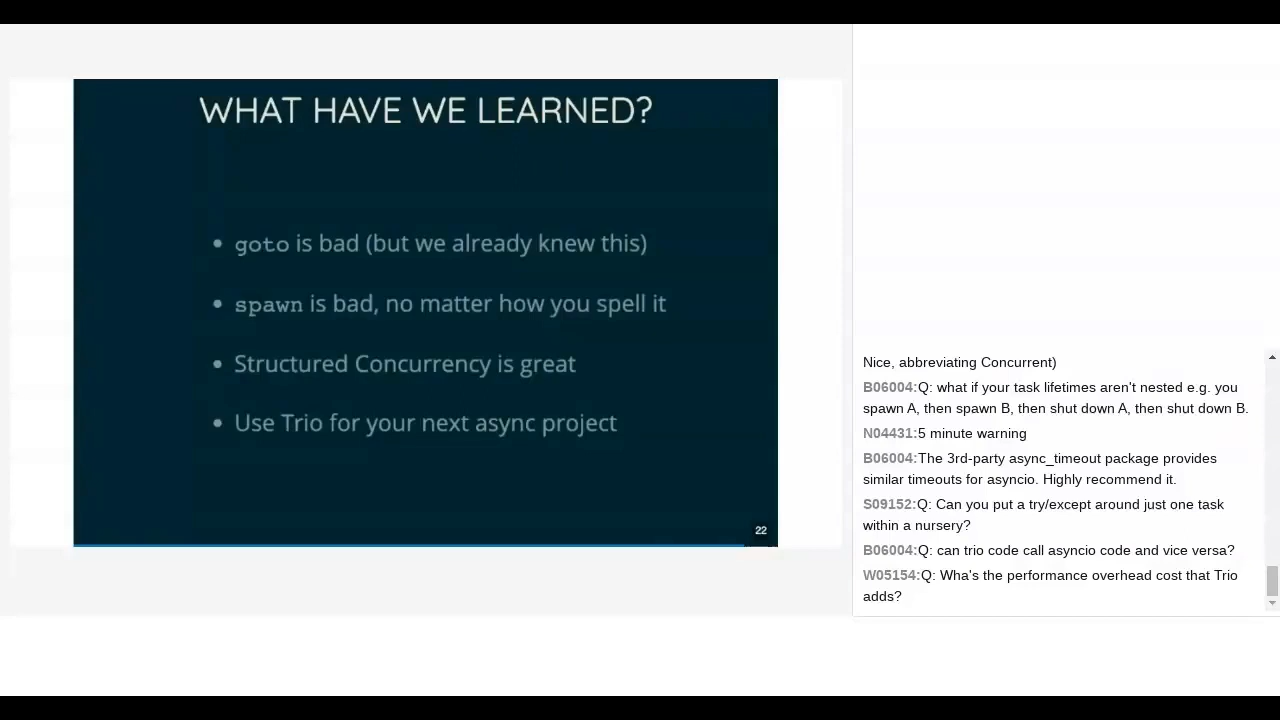 WHAT HAVE WE LEARNED?
• goto is bad (but we already knew this)
• spawn is bad, no matter how you spell it
• Structured Concurrency is great
• Use Trio for your next async project
22
Nice, abbreviating Concurrent)
B06004:Q: what if your task lifetimes aren't nested e.g. you
spawn A, then spawn B, then shut down A, then shut down B.
N04431:5 minute warning
B06004:The 3rd-party async_timeout package provides
similar timeouts for asyncio. Highly recommend it.
S09152:Q: Can you put a try/except around just one task
within a nursery?
B06004:Q: can trio code call asyncio code and vice versa?
W05154:Q: Wha's the performance overhead cost that Trio
adds?